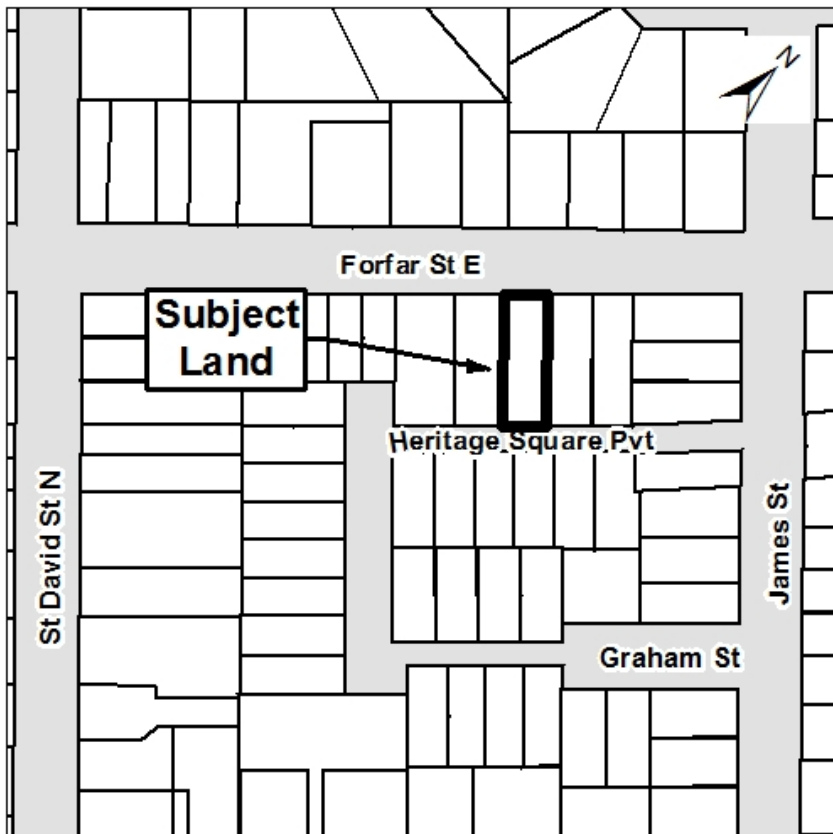 N
Forfar St E
Subject
Land
Heritage Square Pvt
St David St N
James St
Graham St